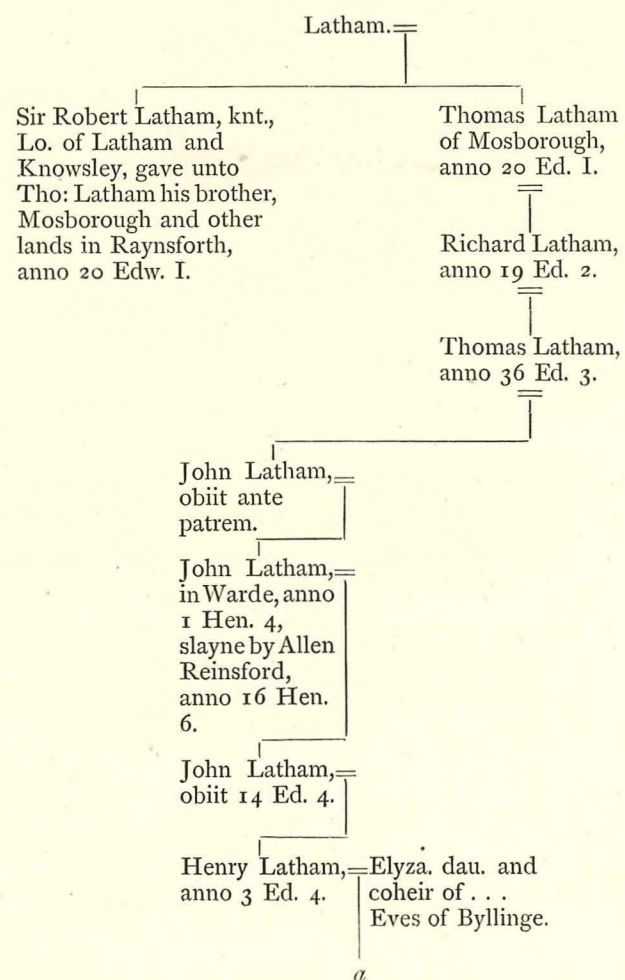 Latham.=
Sir Robert Latham, knt.,
Lo. of Latham and
Knowsley, gave unto
Tho: Latham his brother,
Mosborough and other
lands in Raynsforth,
anno 20 Edw. I.
Thomas Latham
of Mosborough,
anno 20 Ed. I.
=
Richard Latham,
anno 19 Ed. 2.
=
Thomas Latham,
anno 36 Ed. 3.
=
John Latham,=
obiit ante
patrem.
John Latham,=
in Warde, anno
1 Hen. 4,
slayne by Allen
Reinsford,
anno 16 Hen.
6.
John Latham,=
obiit 14 Ed. 4.
Henry Latham,=Elyza. dau. and
anno 3 Ed. 4.
coheir of . . .
Eves of Byllinge.
a